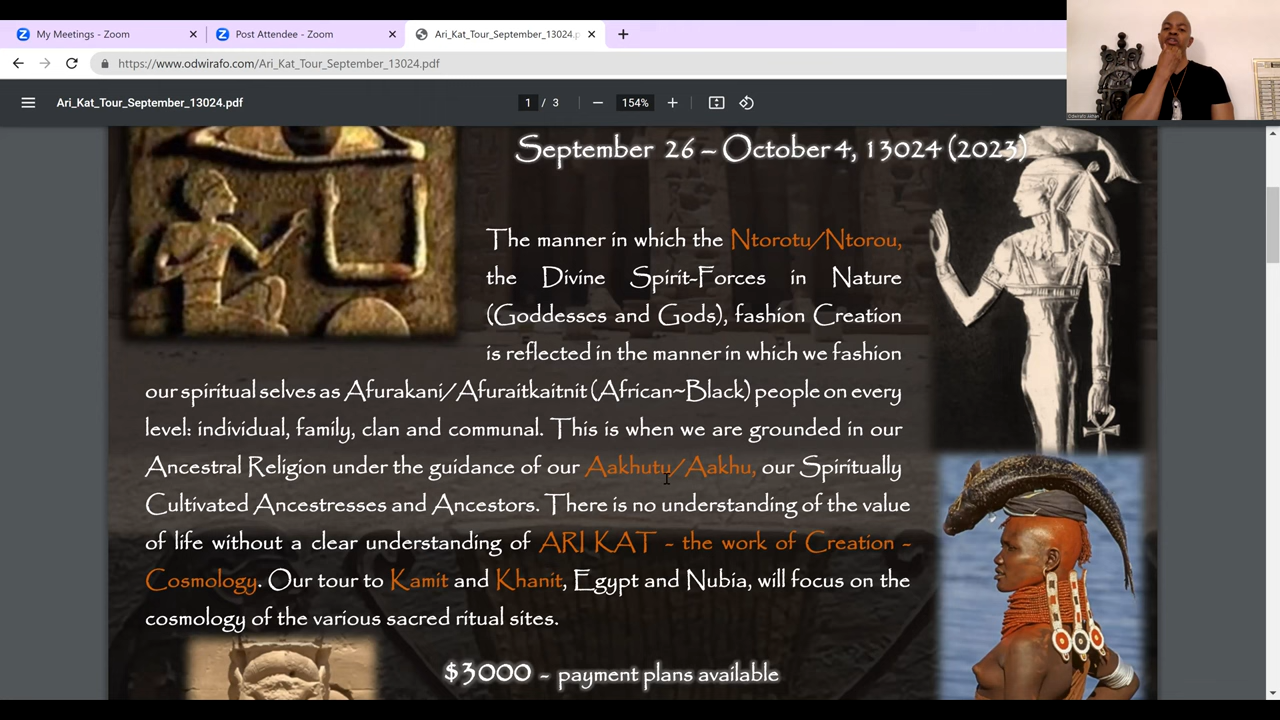 My Meetings - Zoom
Post Attendee - Zoom
Ari_Kat_Tour_September_13024.p
https://www.odwirafo.com/Ari_Kat_Tour_September_13024.pdf
Ari_Kat_Tour_September_13024.pdf
1 / 3
154%
September 26 – October 4, 13024 (2023)
The manner in which the Ntorotu/Ntorou,
the Divine Spirit-Forces in Nature
(Goddesses and Gods), fashion Creation
is reflected in the manner in which we fashion
our spiritual selves as Afurakani/Afuraitkaitnit (African~Black) people on every
level: individual, family, clan and communal. This is when we are grounded in our
Ancestral Religion under the guidance of our Aakhutu/Aakhu, our Spiritually
Cultivated Ancestresses and Ancestors. There is no understanding of the value
of life without a clear understanding of ARI KAT - the work of Creation -
Cosmology. Our tour to Kamit and Khanit, Egypt and Nubia, will focus on the
cosmology of the various sacred ritual sites.
$3000 - payment plans available